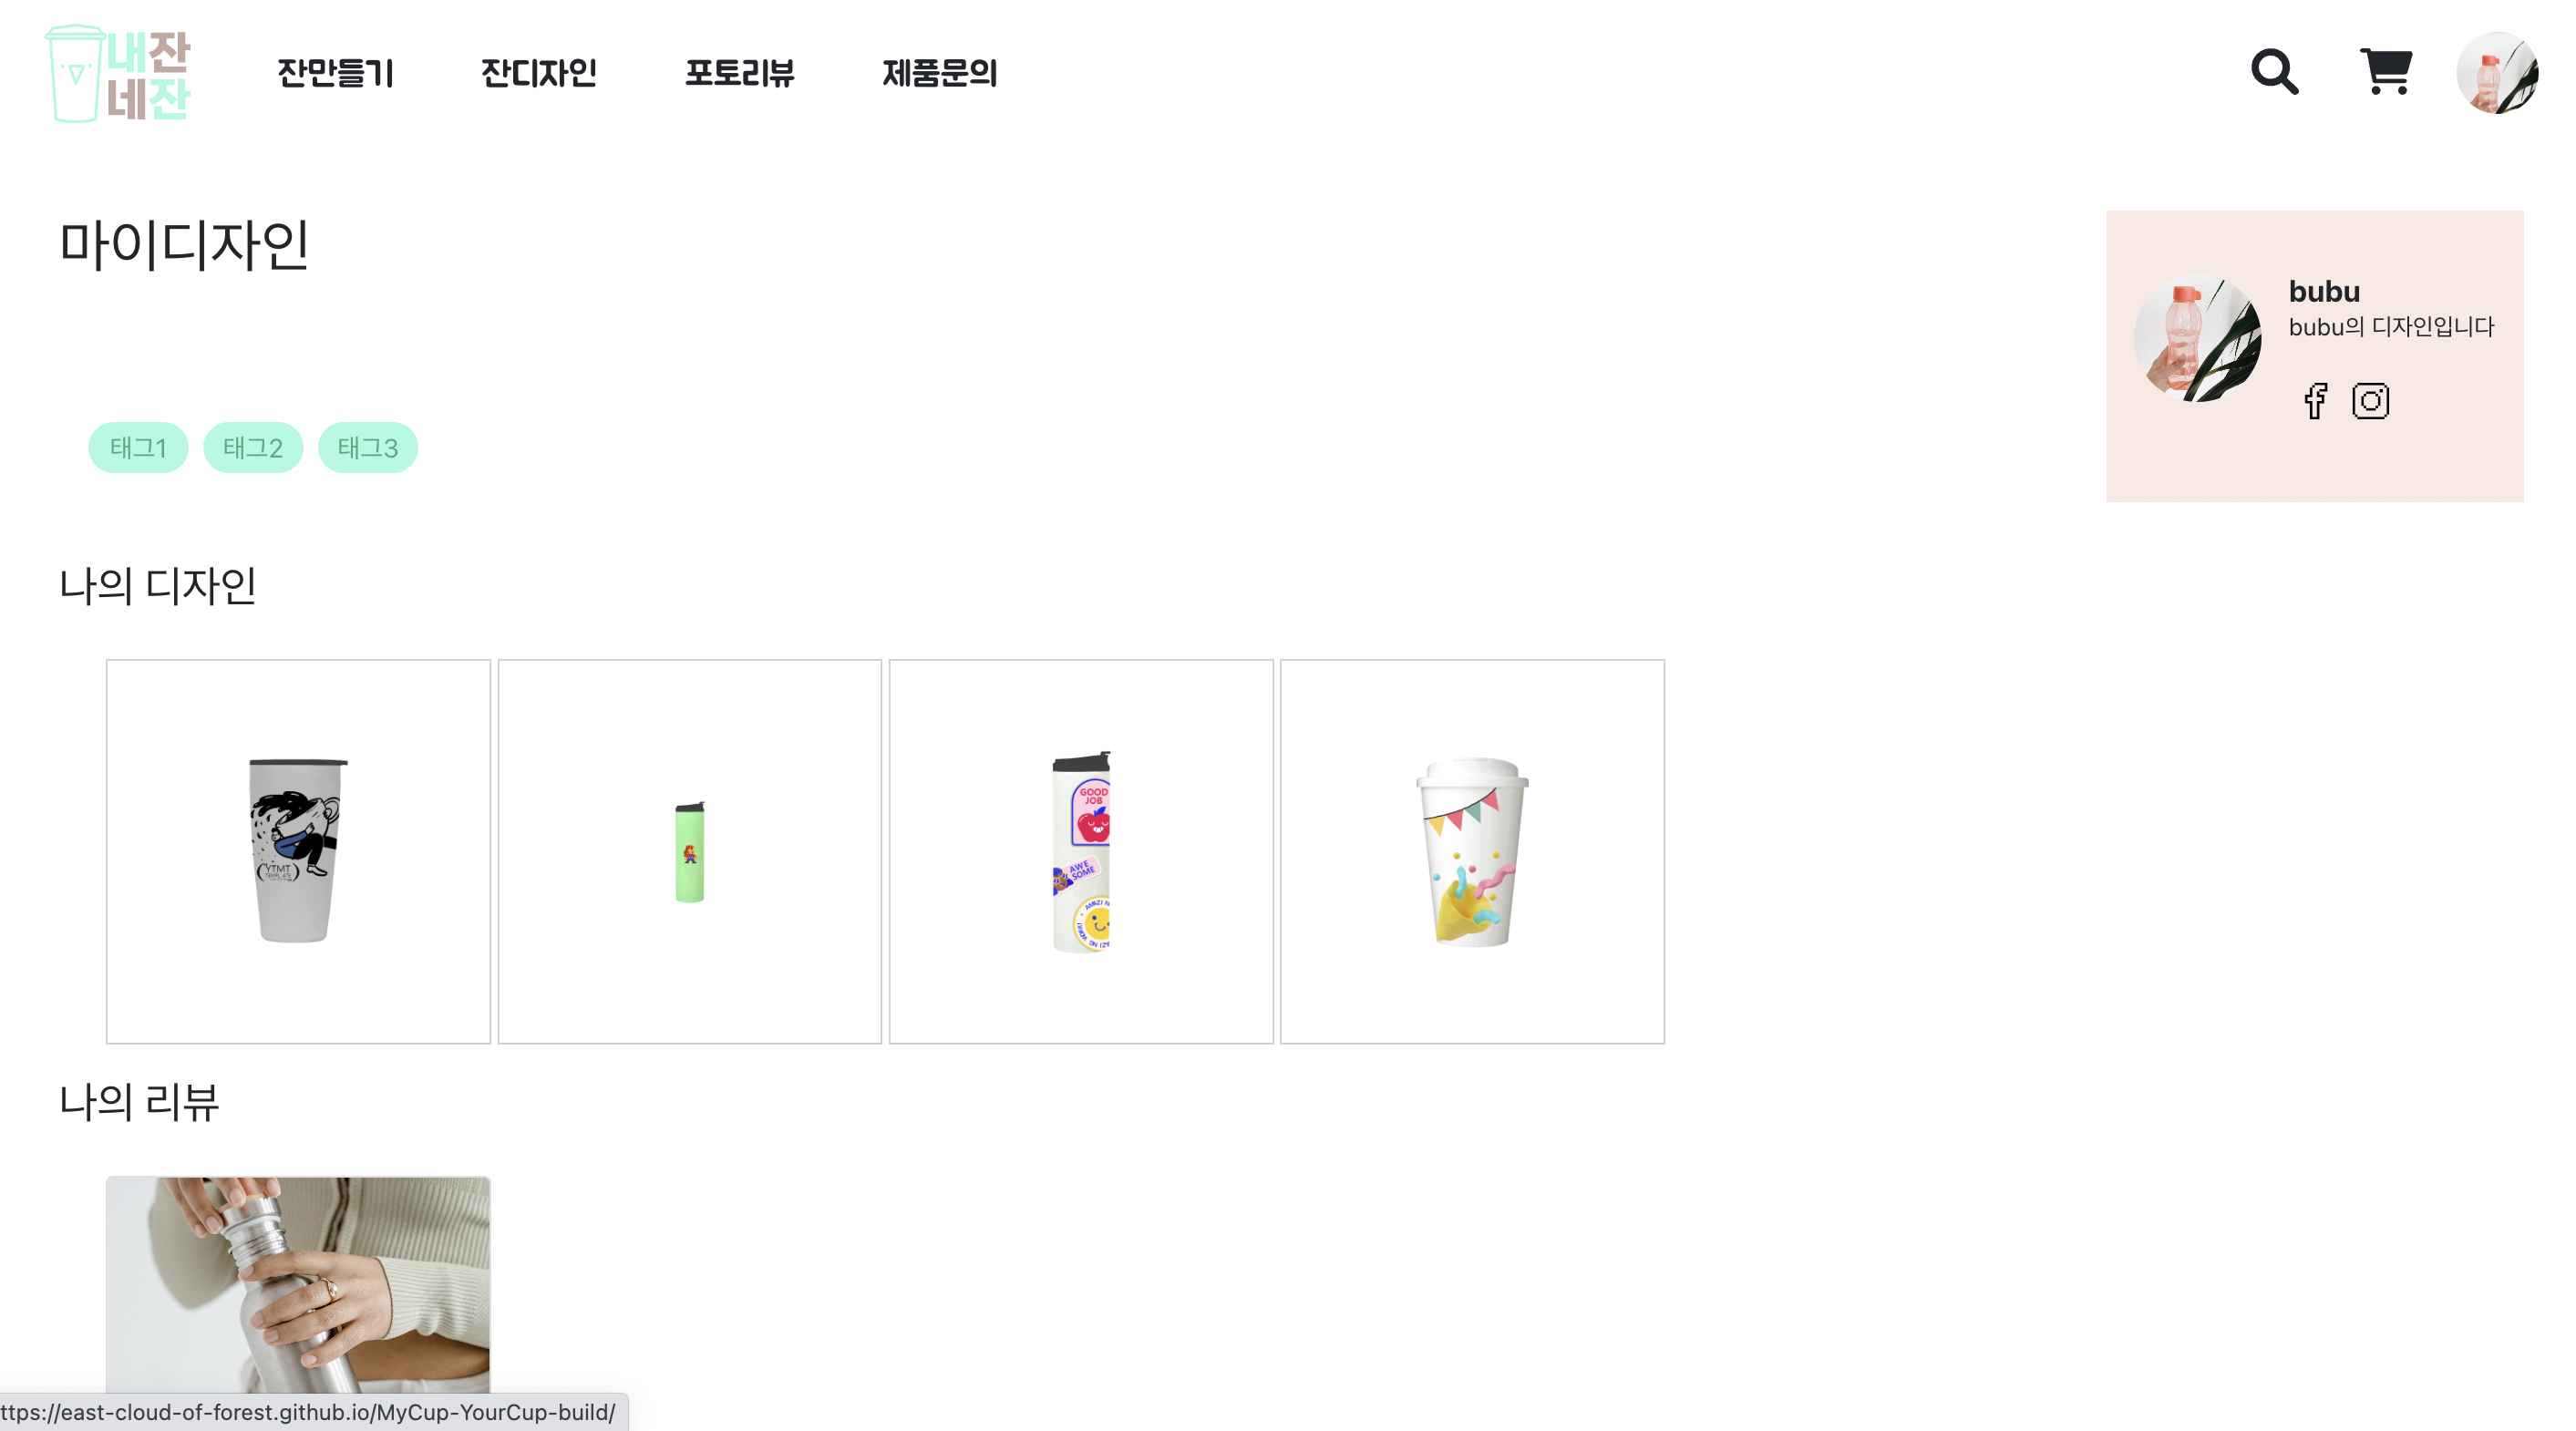 내잔
네잔
잔만들기 잔디자인 포토리뷰 제품문의
마이디자인
bubu
bubu의 디자인입니다
태그1 태그2 태그3
나의 디자인
YTMT
GOOD
JOB
AWE
SOME
나의 리뷰
ttps://east-cloud-of-forest.github.io/MyCup-YourCup-build/